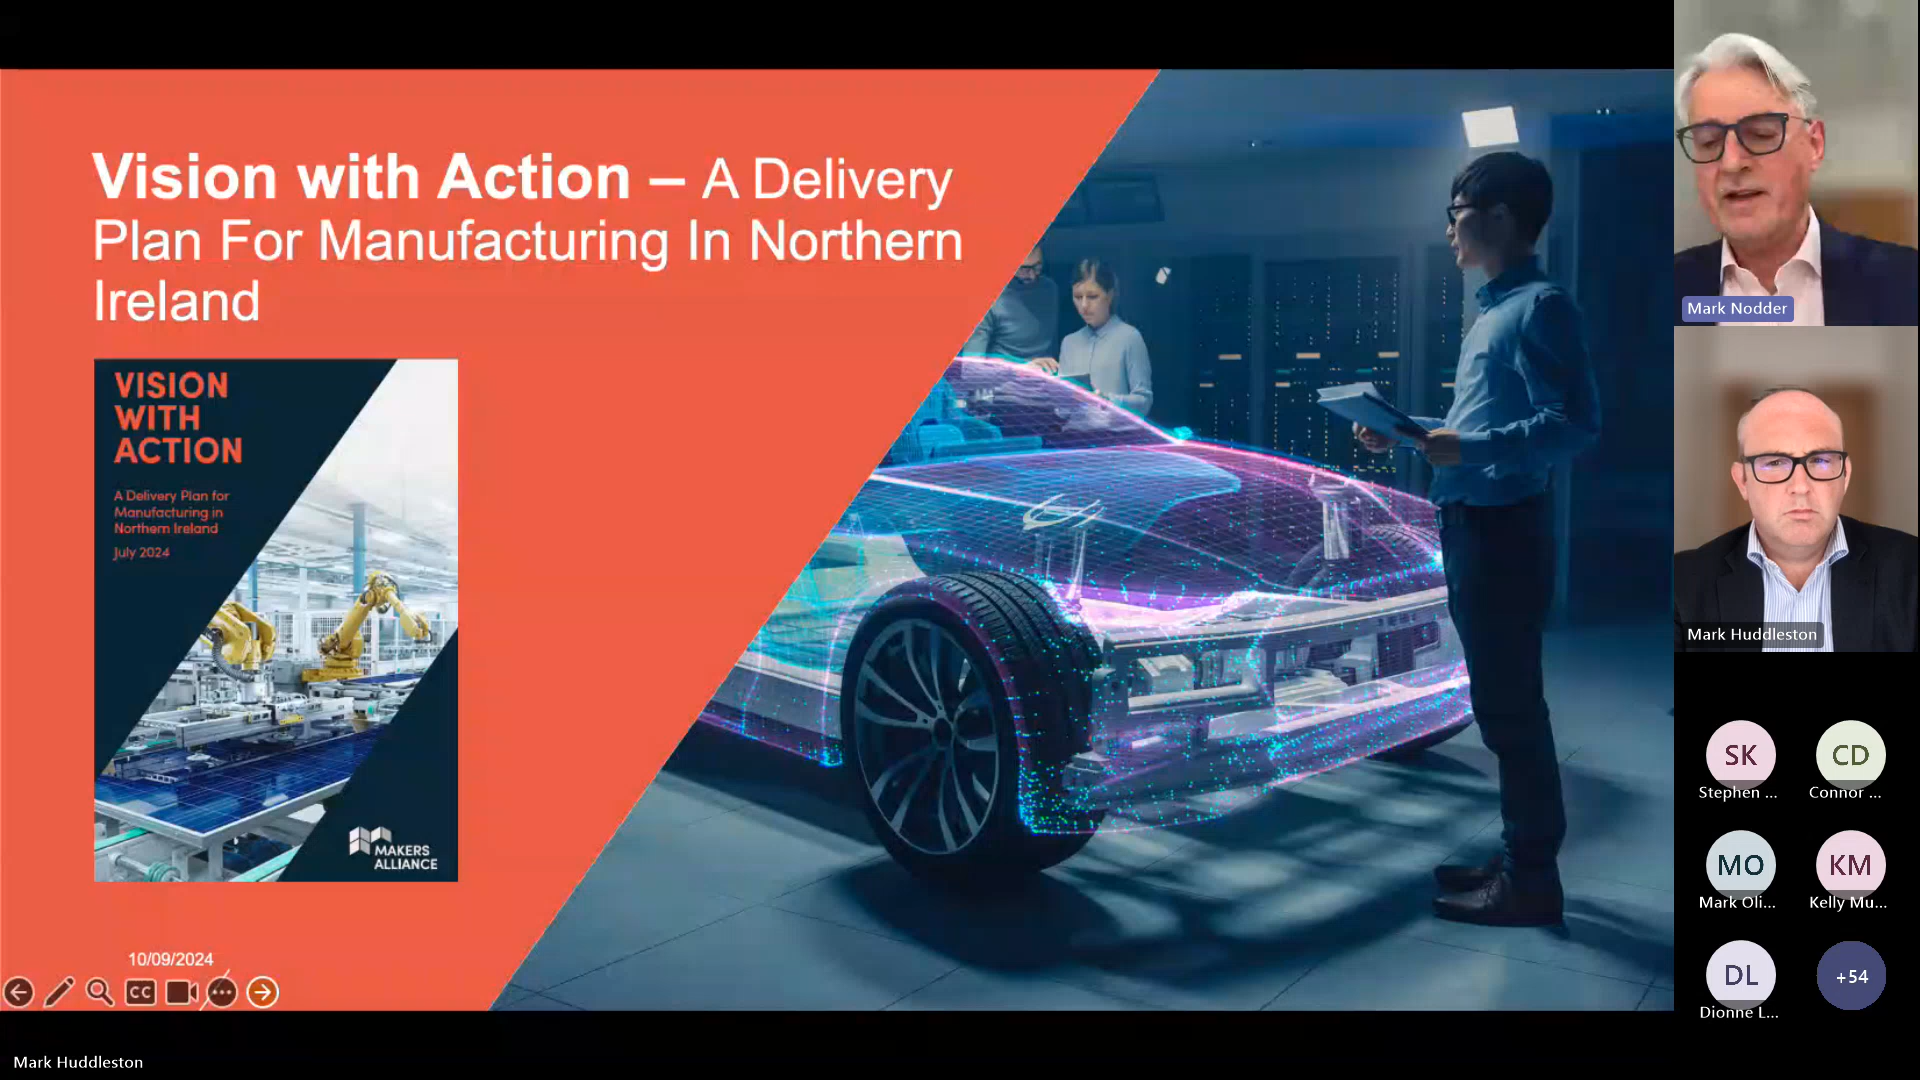 Vision with Action – A Delivery
Plan For Manufacturing In Northern
Ireland
VISION
WITH
ACTION
A Delivery Plan for
Manufacturing in
Northern Ireland
July 2024
MAKERS
ALLIANCE
10/09/2024
CC
Mark Huddleston
Mark Nodder
Mark Huddleston
SK
CD
Stephen ...
Connor ...
MO
KM
Mark Oli...
Kelly Mu...
DL
+54
Dionne L...